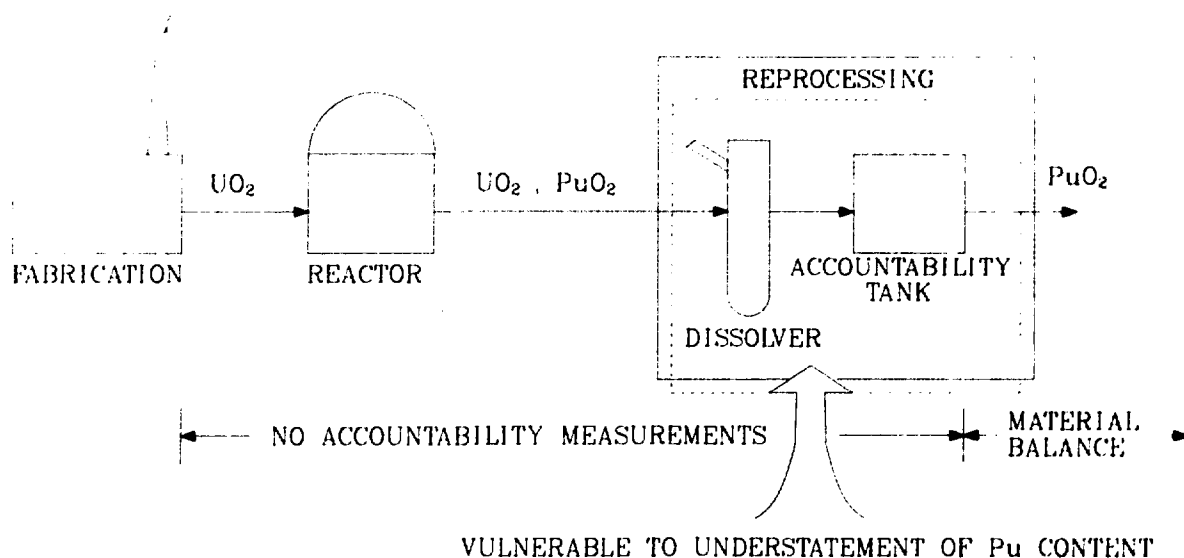 REPROCESSING
UO₂
UO₂ , PuO₂
PuO₂
FABRICATION
REACTOR
ACCOUNTABILITY
TANK
DISSOLVER
NO ACCOUNTABILITY MEASUREMENTS
MATERIAL
BALANCE
VULNERABLE TO UNDERSTATEMENT OF Pu CONTENT